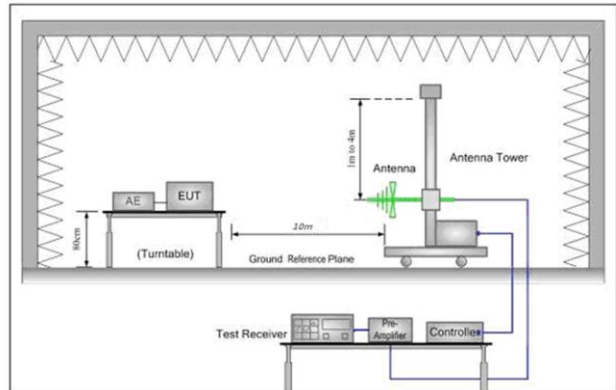 1m to 4m
Antenna
Antenna Tower
AE
EUT
80cm
(Turntable)
10m
Ground Reference Plane
Test Receiver
Pre-
Amplifier
Controller